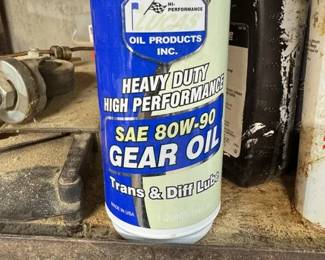 HI-
PERFORMANCE
OIL PRODUCTS
INC.
HEAVY DUTY
HIGH PERFORMANCE
SAE 80W-90
GEAR OIL
Trans & Diff Lube
MADE IN USA